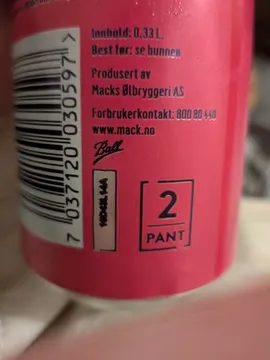 Innhold: 0,33 L.
Best før: se bunnen
Produsert av
Macks Ølbryggeri AS
Forbrukerkontakt: 800 80 440
www.mack.no
Ball
2
PANT
7 037120 030597 >